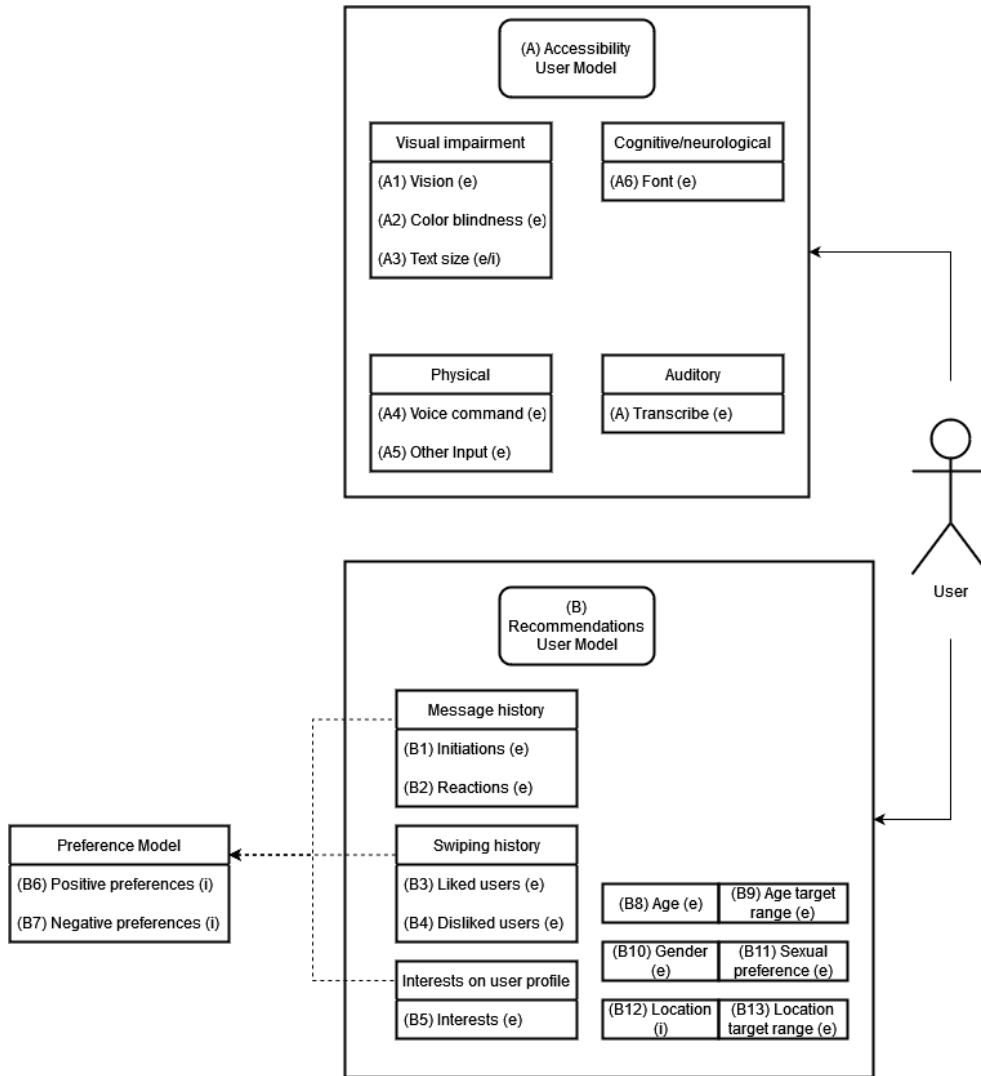 (A) Accessibility
User Model
Visual impairment
(A1) Vision (e)
(A2) Color blindness (e)
(A3) Text size (e/i)
Cognitive/neurological
(A6) Font (e)
Physical
(A4) Voice command (e)
(A5) Other Input (e)
Auditory
(A) Transcribe (e)
User
(B)
Recommendations
User Model
Message history
(B1) Initiations (e)
(B2) Reactions (e)
Preference Model
(B6) Positive preferences (i)
(B7) Negative preferences (i)
Swiping history
(B3) Liked users (e)
(B4) Disliked users (e)
Interests on user profile
(B5) Interests (e)
(B8) Age (e)
(B9) Age target
range (e)
(B10) Gender
(e)
(B11) Sexual
preference (e)
(B12) Location
(i)
(B13) Location
target range (e)